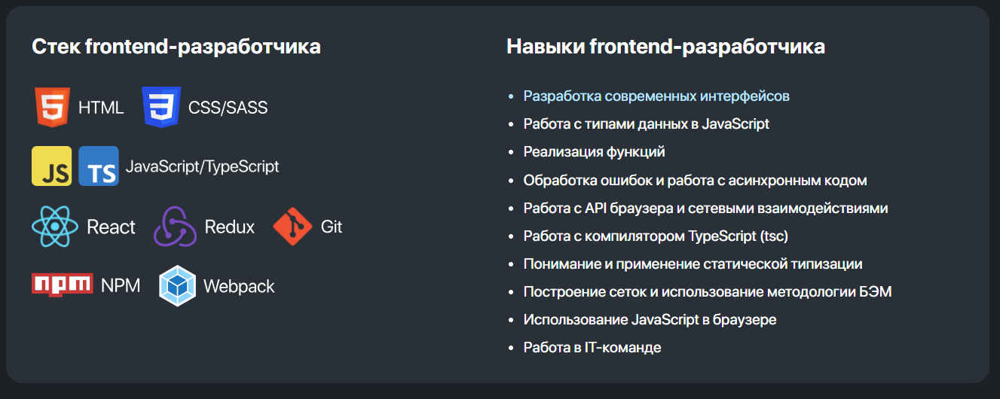 Стек frontend-разработчика
HTML
CSS/SASS
JS
TS
JavaScript/TypeScript
React
Redux
Git
npm
NPM
Webpack
Навыки frontend-разработчика
Разработка современных интерфейсов
Работа с типами данных в JavaScript
Реализация функций
Обработка ошибок и работа с асинхронным кодом
Работа с API браузера и сетевыми взаимодействиями
Работа с компилятором TypeScript (tsc)
Понимание и применение статической типизации
Построение сеток и использование методологии БЭМ
Использование JavaScript в браузере
Работа в IT-команде